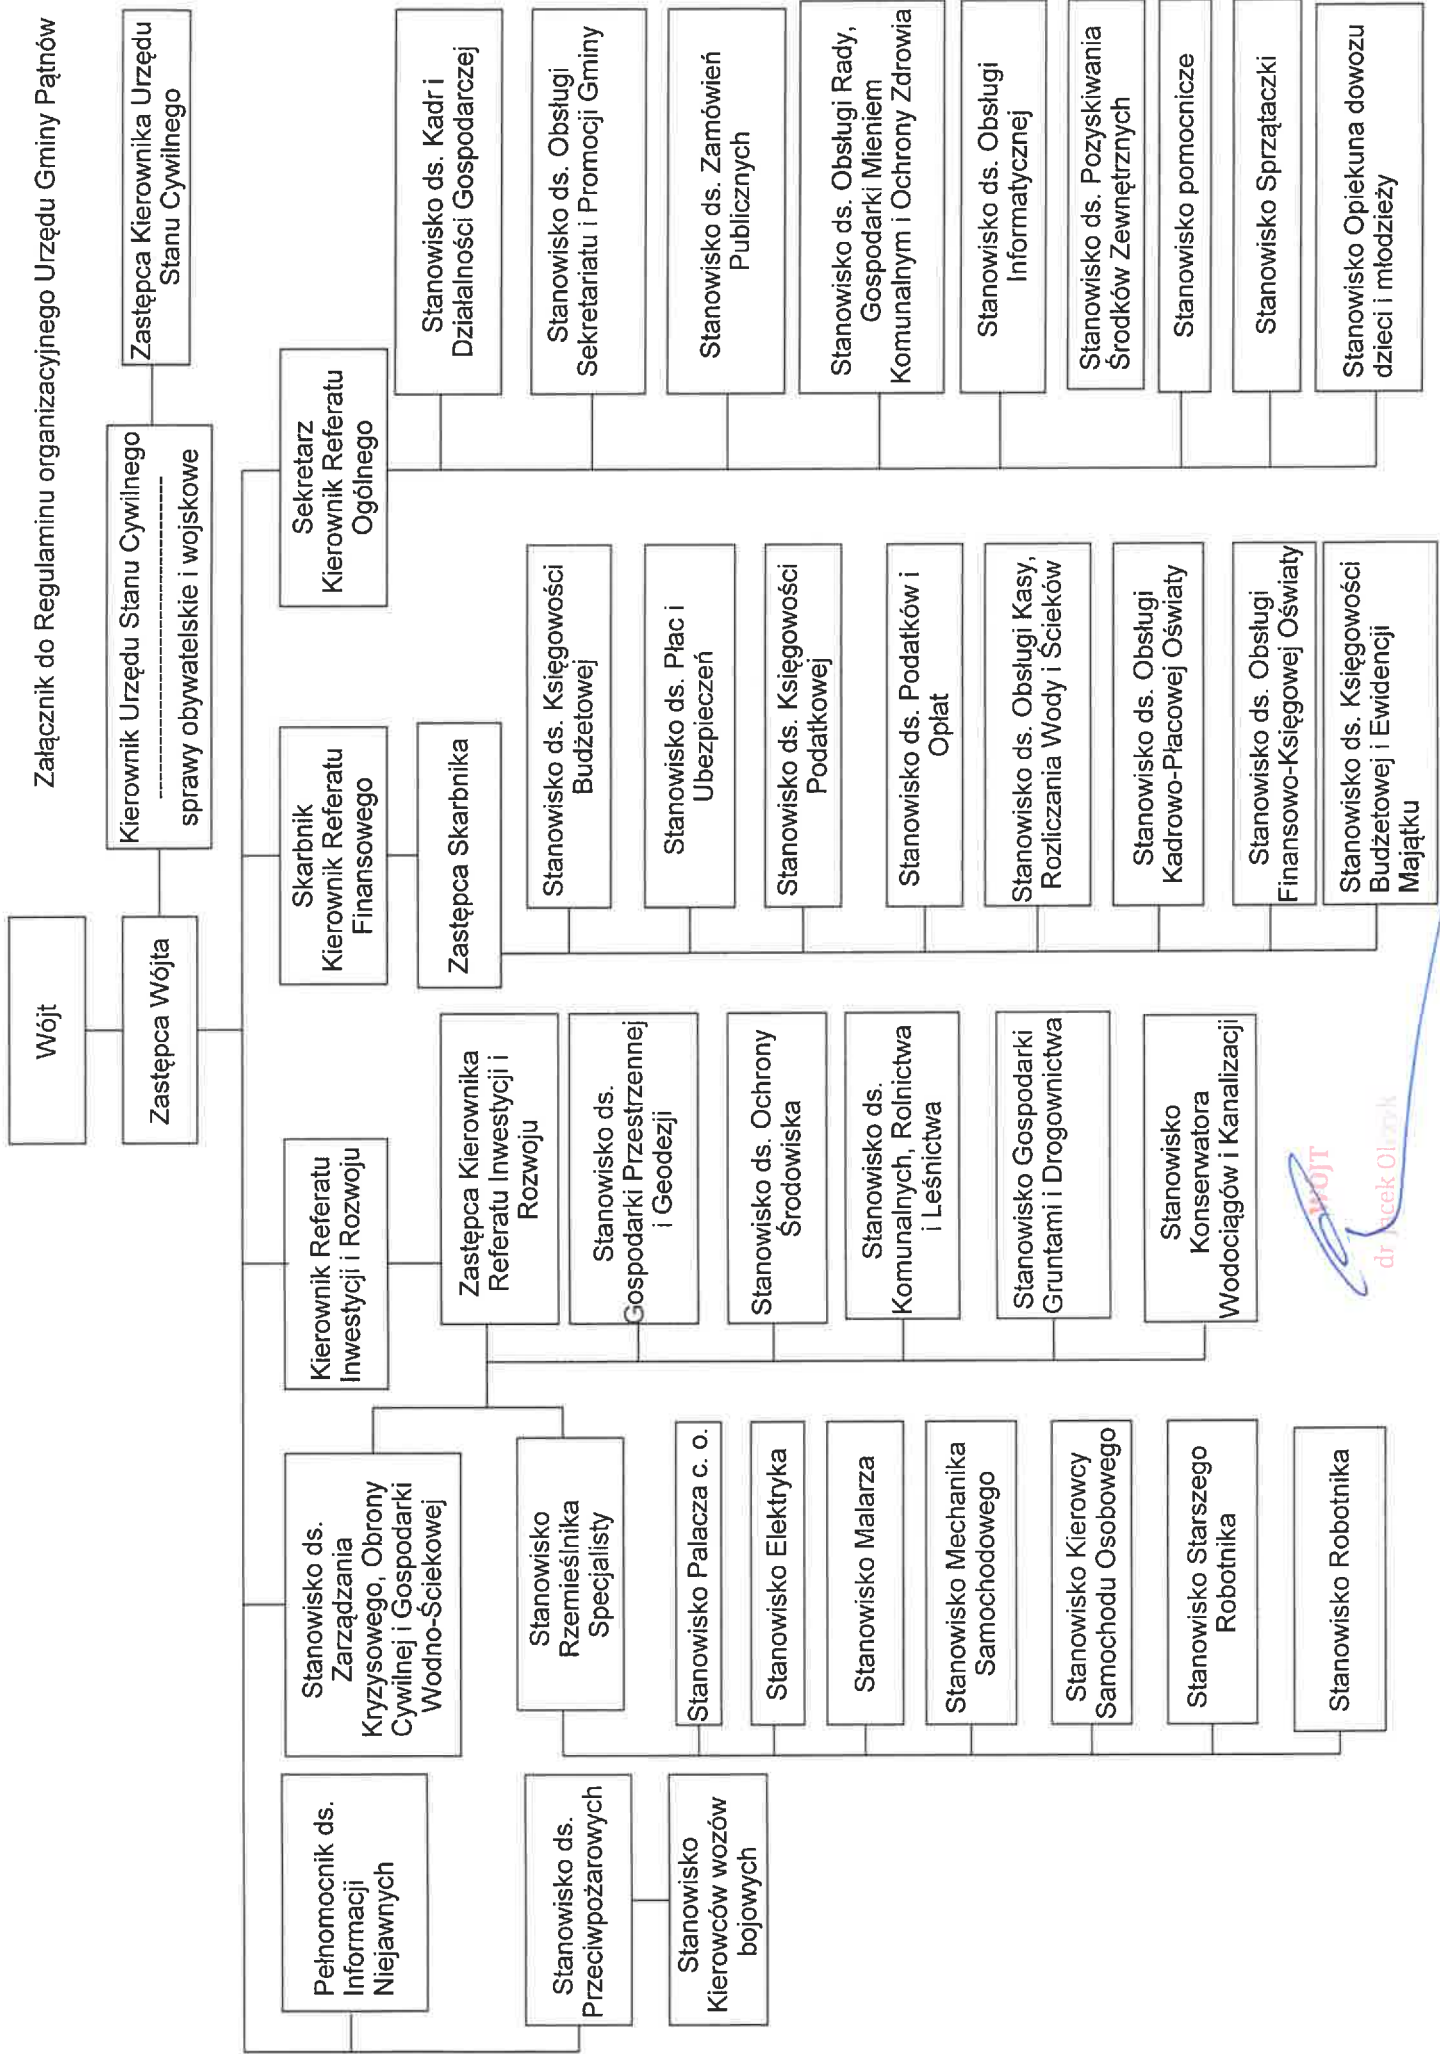 Załącznik do Regulaminu organizacyjnego Urzędu Gminy Pątnów
Wójt
Zastępca Wójta
Kierownik Urzędu Stanu Cywilnego
------------------------------------
sprawy obywatelskie i wojskowe
Zastępca Kierownika Urzędu
Stanu Cywilnego
Pełnomocnik ds.
Informacji
Niejawnych
Stanowisko ds.
Przeciwpożarowych
Stanowisko
Kierowców wozów
bojowych
Stanowisko ds.
Zarządzania
Kryzysowego, Obrony
Cywilnej i Gospodarki
Wodno-Ściekowej
Stanowisko
Rzemieślnika
Specjalisty
Stanowisko Palacza c. o.
Stanowisko Elektryka
Stanowisko Malarza
Stanowisko Mechanika
Samochodowego
Stanowisko Kierowcy
Samochodu Osobowego
Stanowisko Starszego
Robotnika
Stanowisko Robotnika
Kierownik Referatu
Inwestycji i Rozwoju
Zastępca Kierownika
Referatu Inwestycji i
Rozwoju
Stanowisko ds.
Gospodarki Przestrzennej
i Geodezji
Stanowisko ds. Ochrony
Środowiska
Stanowisko ds.
Komunalnych, Rolnictwa
i Leśnictwa
Stanowisko Gospodarki
Gruntami i Drogownictwa
Stanowisko
Konserwatora
Wodociągów i Kanalizacji
Skarbnik
Kierownik Referatu
Finansowego
Zastępca Skarbnika
Stanowisko ds. Księgowości
Budżetowej
Stanowisko ds. Płac i
Ubezpieczeń
Stanowisko ds. Księgowości
Podatkowej
Stanowisko ds. Podatków i
Opłat
Stanowisko ds. Obsługi Kasy,
Rozliczania Wody i Ścieków
Stanowisko ds. Obsługi
Kadrowo-Płacowej Oświaty
Stanowisko ds. Obsługi
Finansowo-Księgowej Oświaty
Stanowisko ds. Księgowości
Budżetowej i Ewidencji
Majątku
Sekretarz
Kierownik Referatu
Ogólnego
Stanowisko ds. Kadr i
Działalności Gospodarczej
Stanowisko ds. Obsługi
Sekretariatu i Promocji Gminy
Stanowisko ds. Zamówień
Publicznych
Stanowisko ds. Obsługi Rady,
Gospodarki Mieniem
Komunalnym i Ochrony Zdrowia
Stanowisko ds. Obsługi
Informatycznej
Stanowisko ds. Pozyskiwania
Środków Zewnętrznych
Stanowisko pomocnicze
Stanowisko Sprzątaczki
Stanowisko Opiekuna dowozu
dzieci i młodzieży
WÓJT
dr Jacek